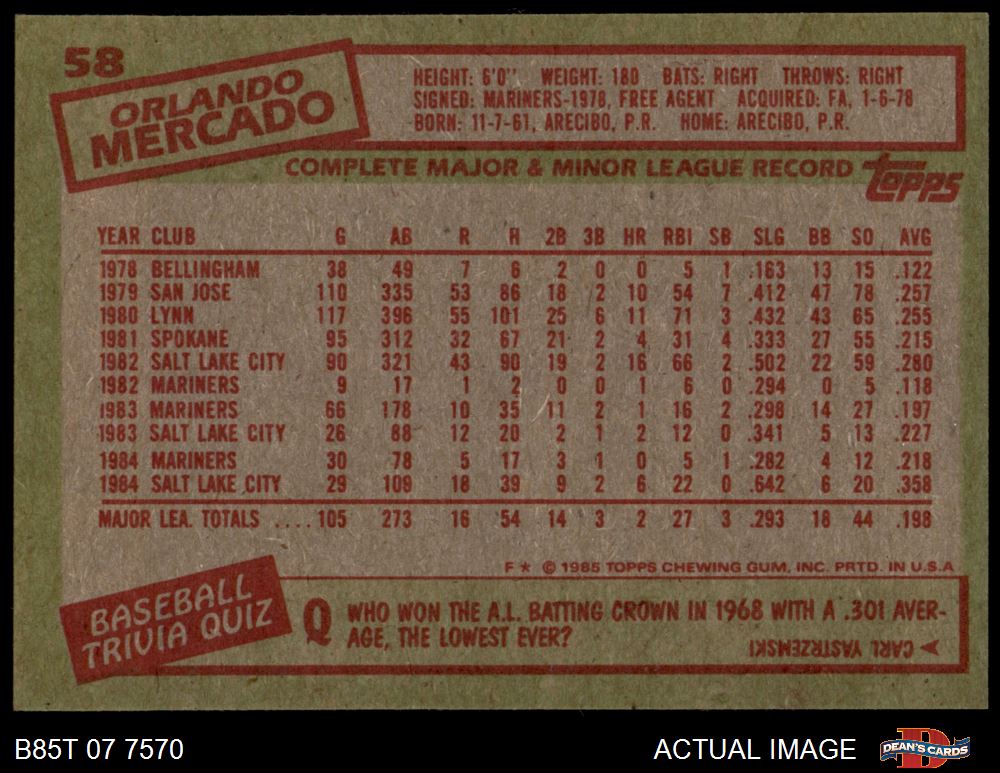 58
ORLANDO
MERCADO
HEIGHT: 6'0" WEIGHT: 180 BATS: RIGHT THROWS: RIGHT
SIGNED: MARINERS-1978, FREE AGENT ACQUIRED: FA, 1-6-78
BORN: 11-7-61, ARECIBO, P.R. HOME: ARECIBO, P.R.
COMPLETE MAJOR & MINOR LEAGUE RECORD
Topps
YEAR CLUB G AB R H 2B 3B HR RBI SB SLG BB SO AVG
1978 BELLINGHAM 38 49 7 6 2 0 0 5 1 .163 13 15 .122
1979 SAN JOSE 110 335 53 86 18 2 10 54 7 .412 47 78 .257
1980 LYNN 117 396 55 101 25 6 11 71 3 .432 43 65 .255
1981 SPOKANE 95 312 32 67 21 2 4 31 4 .333 27 55 .215
1982 SALT LAKE CITY 90 321 43 90 19 2 16 66 2 .502 22 59 .280
1982 MARINERS 9 17 1 2 0 0 1 6 0 .294 0 5 .118
1983 MARINERS 66 178 10 35 11 2 1 16 2 .298 14 27 .197
1983 SALT LAKE CITY 26 88 12 20 2 1 2 12 0 .341 5 13 .227
1984 MARINERS 30 78 5 17 3 1 0 5 1 .282 4 12 .218
1984 SALT LAKE CITY 29 109 18 39 9 2 6 22 0 .642 6 20 .358
MAJOR LEA. TOTALS .... 105 273 16 54 14 3 2 27 3 .293 18 44 .198
F * © 1985 TOPPS CHEWING GUM, INC. PRTD. IN U.S.A
BASEBALL
TRIVIA QUIZ
Q WHO WON THE A.L. BATTING CROWN IN 1968 WITH A .301 AVER-
AGE, THE LOWEST EVER?
CARL YASTRZEMSKI
B85T 07 7570
ACTUAL IMAGE
DEAN'S CARDS